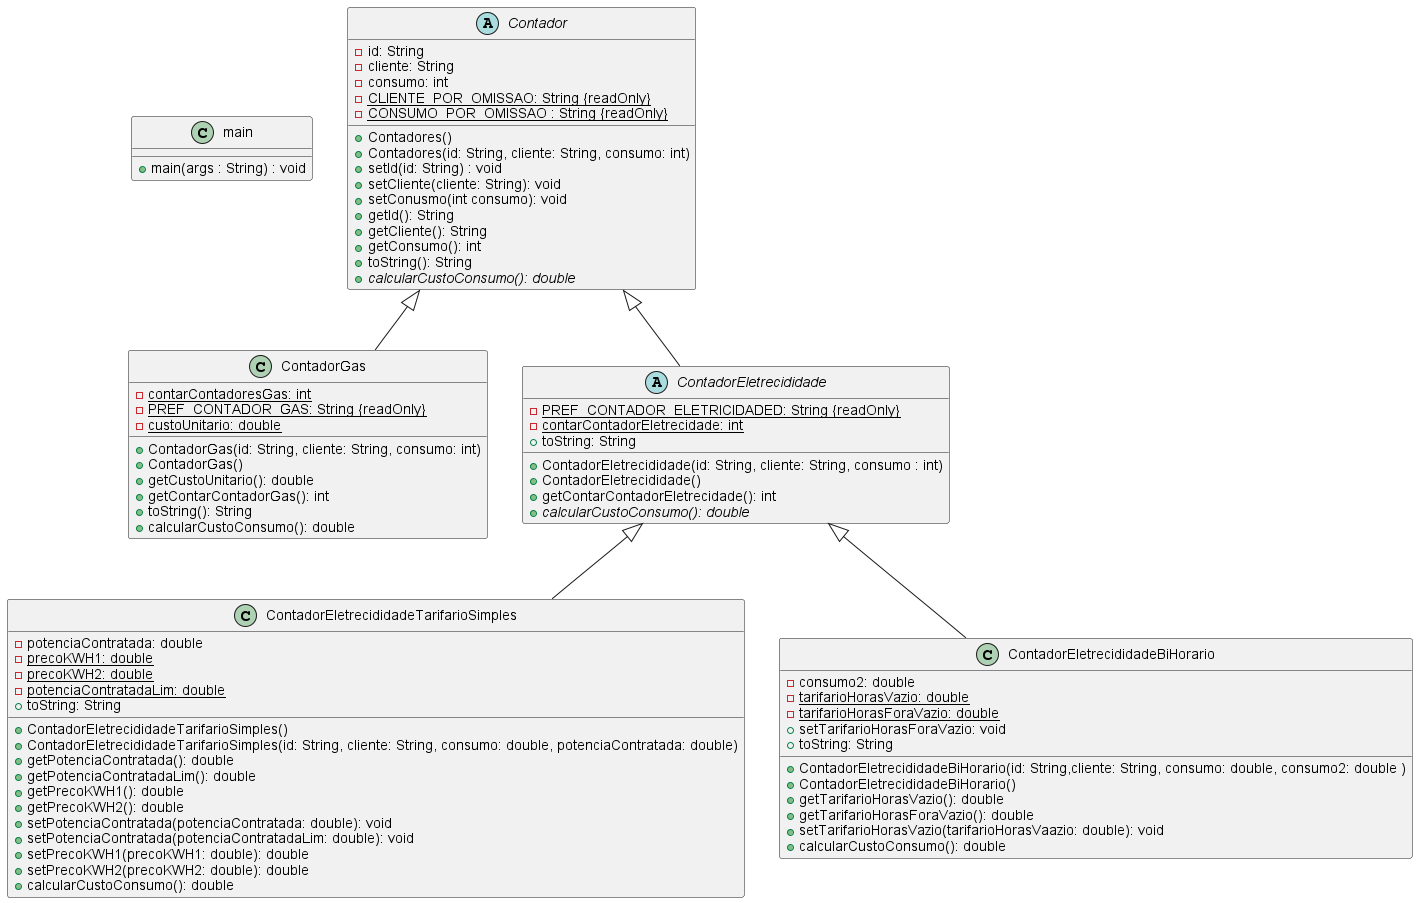 Contador
id: String
cliente: String
consumo: int
CLIENTE_POR_OMISSAO: String {readOnly}
CONSUMO_POR_OMISSAO : String {readOnly}
Contadores()
Contadores(id: String, cliente: String, consumo: int)
setId(id: String) : void
setCliente(cliente: String): void
setConusmo(int consumo): void
getId(): String
getCliente(): String
getConsumo(): int
toString(): String
calcularCustoConsumo(): double
main
main(args : String) : void
ContadorGas
contarContadoresGas: int
PREF_CONTADOR_GAS: String {readOnly}
custoUnitario: double
ContadorGas(id: String, cliente: String, consumo: int)
ContadorGas()
getCustoUnitario(): double
getContarContadorGas(): int
toString(): String
calcularCustoConsumo(): double
ContadorEletrecididade
PREF_CONTADOR_ELETRICIDADED: String {readOnly}
contarContadorEletrecidade: int
toString: String
ContadorEletrecididade(id: String, cliente: String, consumo : int)
ContadorEletrecididade()
getContarContadorEletrecidade(): int
calcularCustoConsumo(): double
ContadorEletrecididadeTarifarioSimples
potenciaContratada: double
precoKWH1: double
precoKWH2: double
potenciaContratadaLim: double
toString: String
ContadorEletrecididadeTarifarioSimples()
ContadorEletrecididadeTarifarioSimples(id: String, cliente: String, consumo: double, potenciaContratada: double)
getPotenciaContratada(): double
getPotenciaContratadaLim(): double
getPrecoKWH1(): double
getPrecoKWH2(): double
setPotenciaContratada(potenciaContratada: double): void
setPotenciaContratada(potenciaContratadaLim: double): void
setPrecoKWH1(precoKWH1: double): double
setPrecoKWH2(precoKWH2: double): double
calcularCustoConsumo(): double
ContadorEletrecididadeBiHorario
consumo2: double
tarifarioHorasVazio: double
tarifarioHorasForaVazio: double
setTarifarioHorasForaVazio: void
toString: String
ContadorEletrecididadeBiHorario(id: String,cliente: String, consumo: double, consumo2: double )
ContadorEletrecididadeBiHorario()
getTarifarioHorasVazio(): double
getTarifarioHorasForaVazio(): double
setTarifarioHorasVazio(tarifarioHorasVaazio: double): void
calcularCustoConsumo(): double